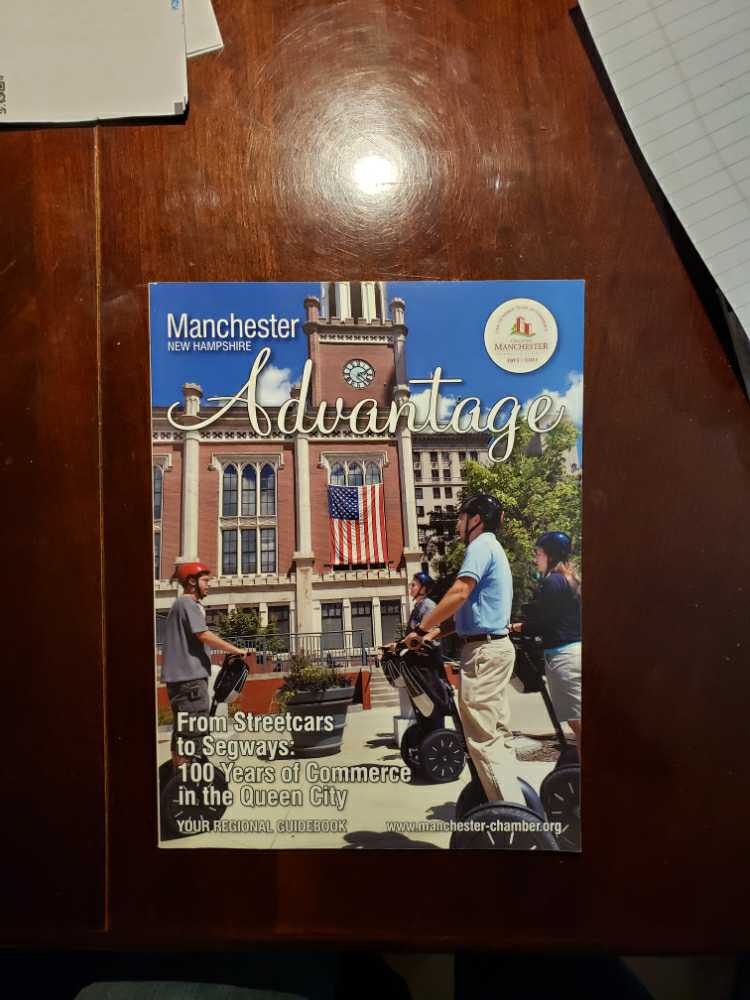 Manchester
NEW HAMPSHIRE
Advantage
MANCHESTER
From Streetcars
to Segways:
100 Years of Commerce
in the Queen City
YOUR REGIONAL GUIDEBOOK
www.manchester-chamber.org